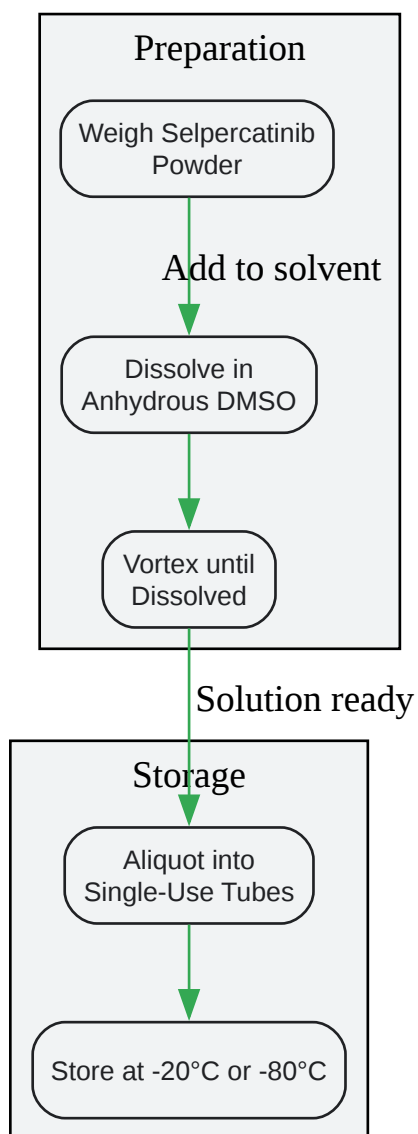 Preparation
Weigh Selpercatinib
Powder
Add to solvent
Dissolve in
Anhydrous DMSO
Vortex until
Dissolved
Solution ready
Storage
Aliquot into
Single-Use Tubes
Store at -20°C or -80°C